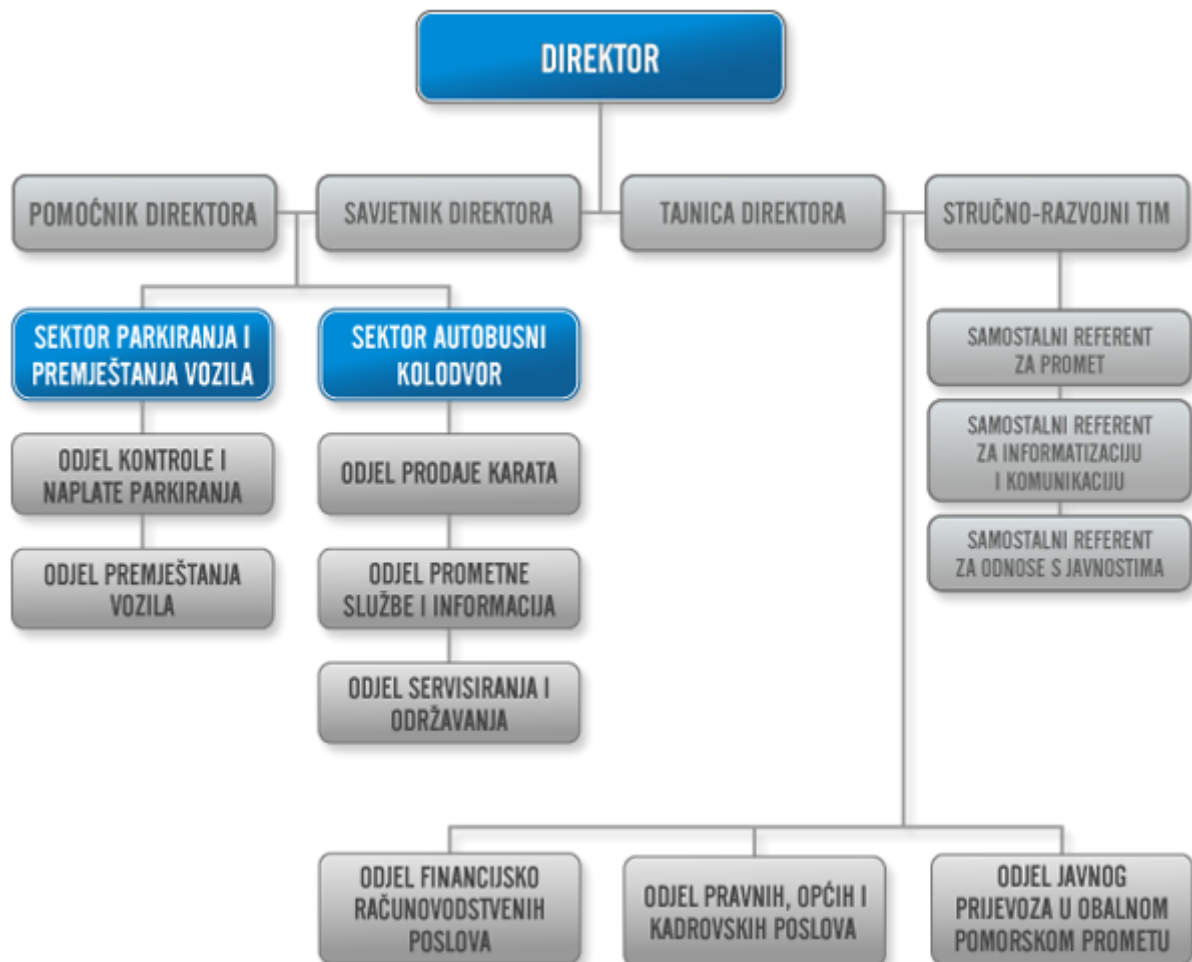 DIREKTOR
POMOĆNIK DIREKTORA
SAVJETNIK DIREKTORA
TAJNICA DIREKTORA
STRUČNO-RAZVOJNI TIM
SEKTOR PARKIRANJA I
PREMJEŠTANJA VOZILA
SEKTOR AUTOBUSNI
KOLODVOR
ODJEL KONTROLE I
NAPLATE PARKIRANJA
ODJEL PREMJEŠTANJA
VOZILA
ODJEL PRODAJE KARATA
ODJEL PROMETNE
SLUŽBE I INFORMACIJA
ODJEL SERVISIRANJA I
ODRŽAVANJA
SAMOSTALNI REFERENT
ZA PROMET
SAMOSTALNI REFERENT
ZA INFORMATIZACIJU
I KOMUNIKACIJU
SAMOSTALNI REFERENT
ZA ODNOSE S JAVNOSTIMA
ODJEL FINANCIJSKO
RAČUNOVODSTVENIH
POSLOVA
ODJEL PRAVNIH, OPĆIH I
KADROVSKIH POSLOVA
ODJEL JAVNOG
PRIJEVOZA U OBALNOM
POMORSKOM PROMETU